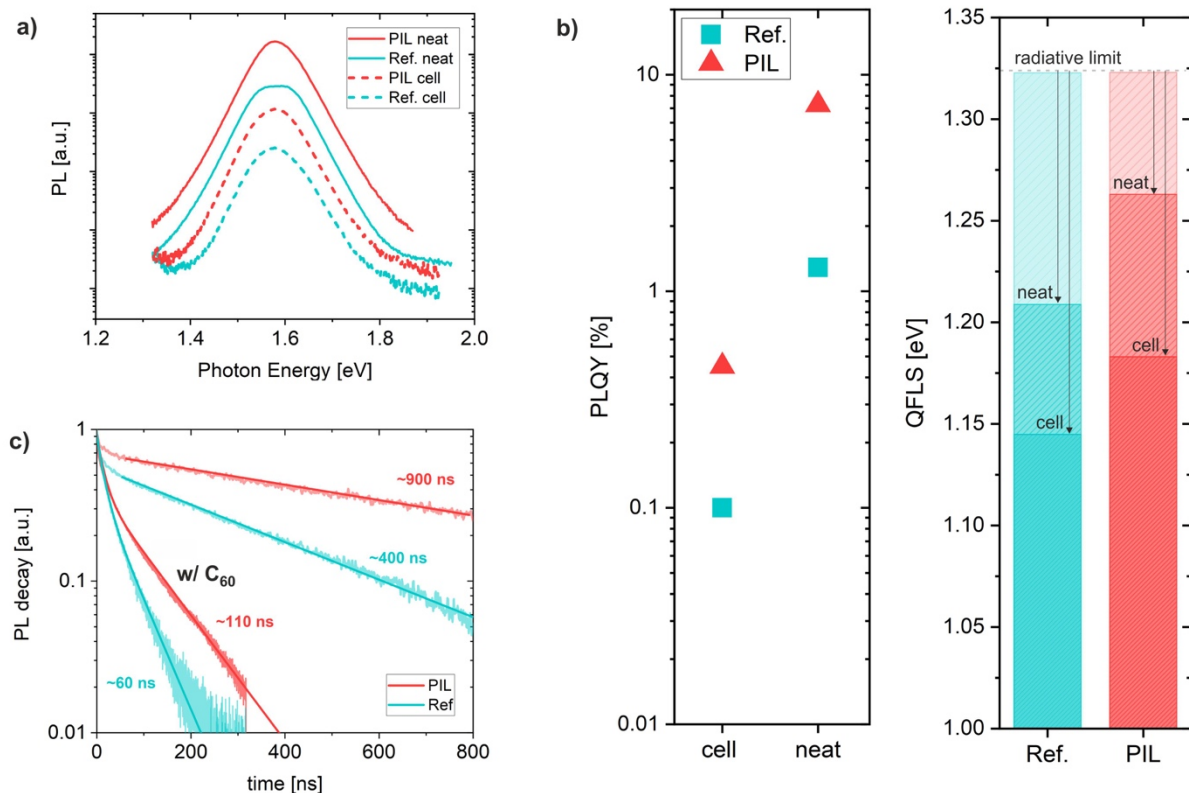 a)
PIL neat
Ref. neat
PIL cell
Ref. cell
PL [a.u.]
1.2
1.4
1.6
1.8
2.0
Photon Energy [eV]
b)
Ref.
PIL
10
1
0.1
0.01
PLQY [%]
cell
neat
1.35
1.30
1.25
1.20
1.15
1.10
1.05
1.00
QFLS [eV]
radiative limit
neat
neat
cell
cell
Ref.
PIL
c)
1
0.1
0.01
PL decay [a.u.]
~900 ns
~400 ns
w/ C₆₀
~110 ns
~60 ns
PIL
Ref
0
200
400
600
800
time [ns]